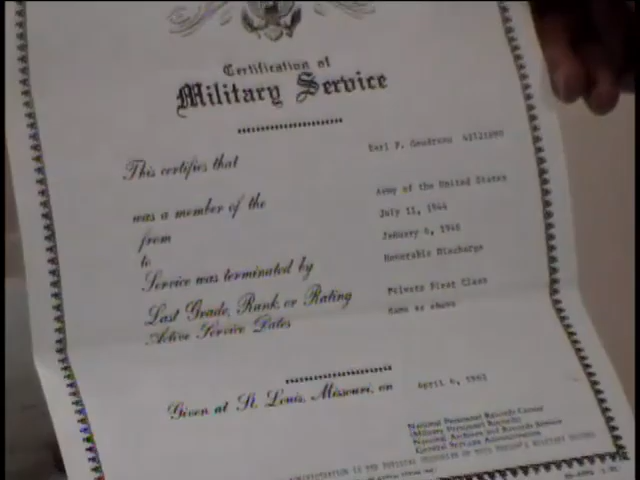 Certification of
Military Service
This certifies that Earl P.
was a member of the Army of the United States
from July 11, 1944
to January 6, 1946
Service was terminated by Honorable Discharge
Last Grade, Rank or Rating Private First Class
Active Service Dates Same as above
Given at St. Louis, Missouri, on April 6,
National Personnel Records Center
(Military Personnel Records)
National Archives and Records Service
General Services Administration